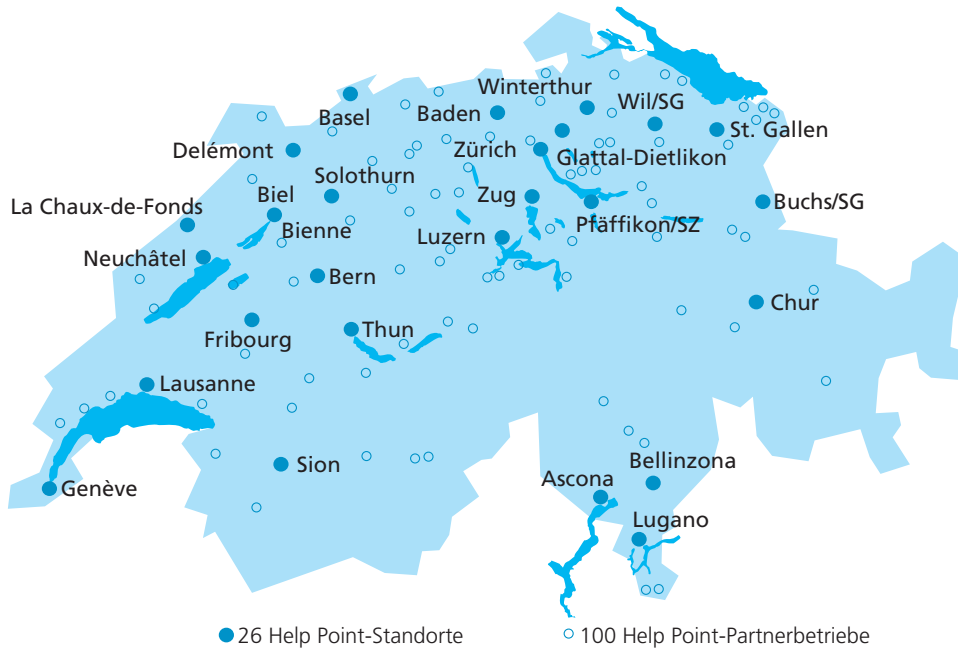 Winterthur
Basel
Baden
Wil/SG
St. Gallen
Delémont
Zürich
Glattal-Dietlikon
Solothurn
Biel
Zug
La Chaux-de-Fonds
Buchs/SG
Bienne
Pfäffikon/SZ
Luzern
Neuchâtel
Bern
Chur
Fribourg
Thun
Lausanne
Sion
Bellinzona
Ascona
Genève
Lugano
26 Help Point-Standorte
100 Help Point-Partnerbetriebe